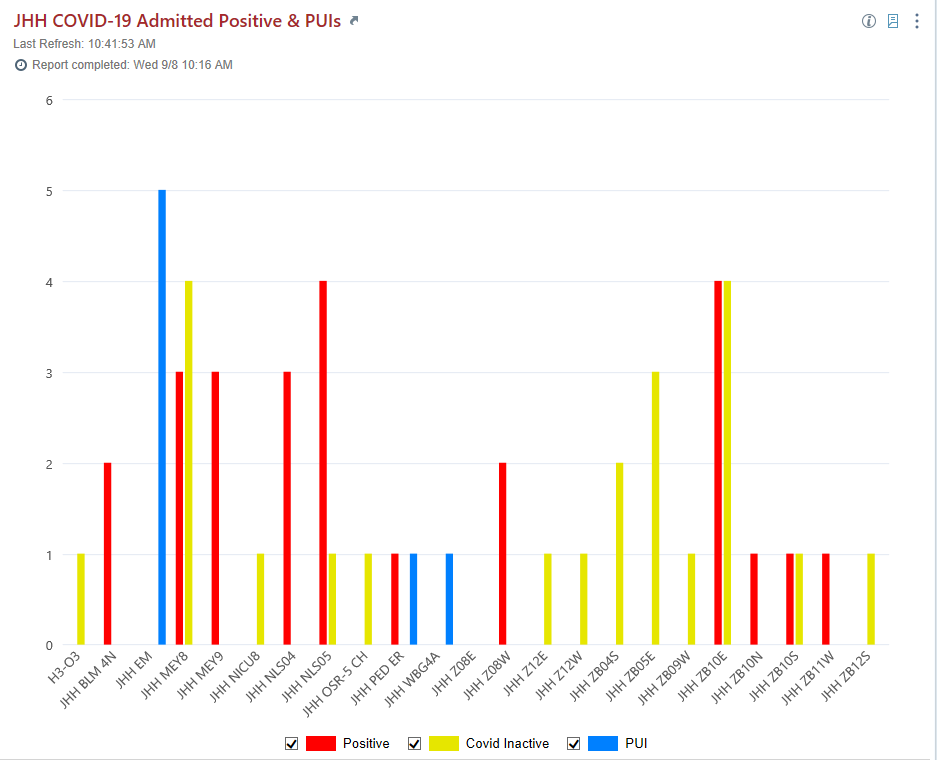 JHH COVID-19 Admitted Positive & PUIs
Last Refresh: 10:41:53 AM
Report completed: Wed 9/8 10:16 AM
6
5
4
3
2
1
0
H3-O3
JHH BLM 4N
JHH EM
JHH MEY8
JHH MEY9
JHH NICU8
JHH NLS04
JHH NLS05
JHH OSR-5 CH
JHH PED ER
JHH WBG4A
JHH Z08E
JHH Z08W
JHH Z12E
JHH Z12W
JHH ZB04S
JHH ZB05E
JHH ZB09W
JHH ZB10E
JHH ZB10N
JHH ZB10S
JHH ZB11W
JHH ZB12S
Positive Covid Inactive PUI